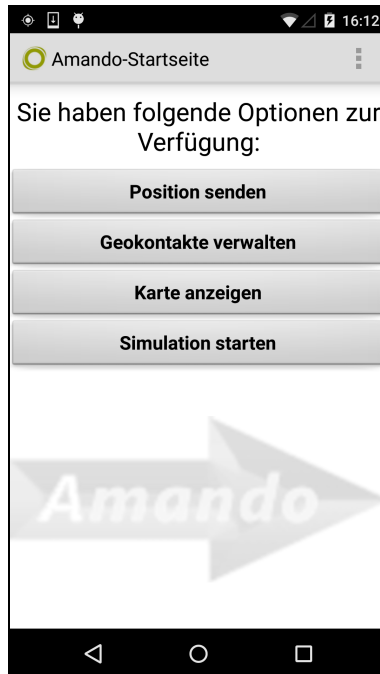 16:12
Amando-Startseite
Sie haben folgende Optionen zur
Verfügung:
Position senden
Geokontakte verwalten
Karte anzeigen
Simulation starten
Amando